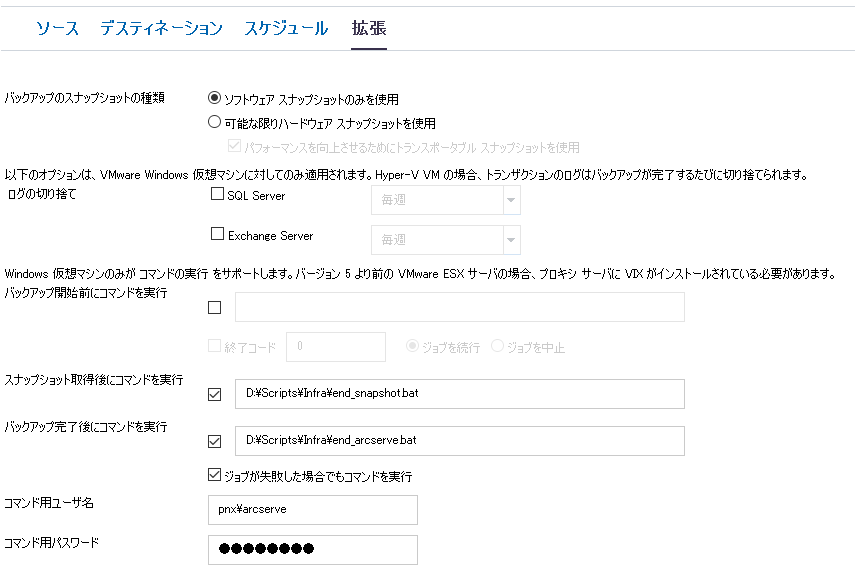 ソース デスティネーション スケジュール 拡張
バックアップのスナップショットの種類
ソフトウェア スナップショットのみを使用
可能な限りハードウェア スナップショットを使用
パフォーマンスを向上させるためにトランスポータブル スナップショットを使用
以下のオプションは、VMware Windows 仮想マシンに対してのみ適用されます。Hyper-V VM の場合、トランザクションのログはバックアップが完了するたびに切り捨てられます。
ログの切り捨て
SQL Server 毎週
Exchange Server 毎週
Windows 仮想マシンのみが コマンドの実行 をサポートします。バージョン 5 より前の VMware ESX サーバの場合、プロキシ サーバに VIX がインストールされている必要があります。
バックアップ開始前にコマンドを実行
終了コード 0 ジョブを続行 ジョブを中止
スナップショット取得後にコマンドを実行
D:¥Scripts¥Infra¥end_snapshot.bat
バックアップ完了後にコマンドを実行
D:¥Scripts¥Infra¥end_arcserve.bat
ジョブが失敗した場合でもコマンドを実行
コマンド用ユーザ名
pnx¥arcserve
コマンド用パスワード
●●●●●●●●